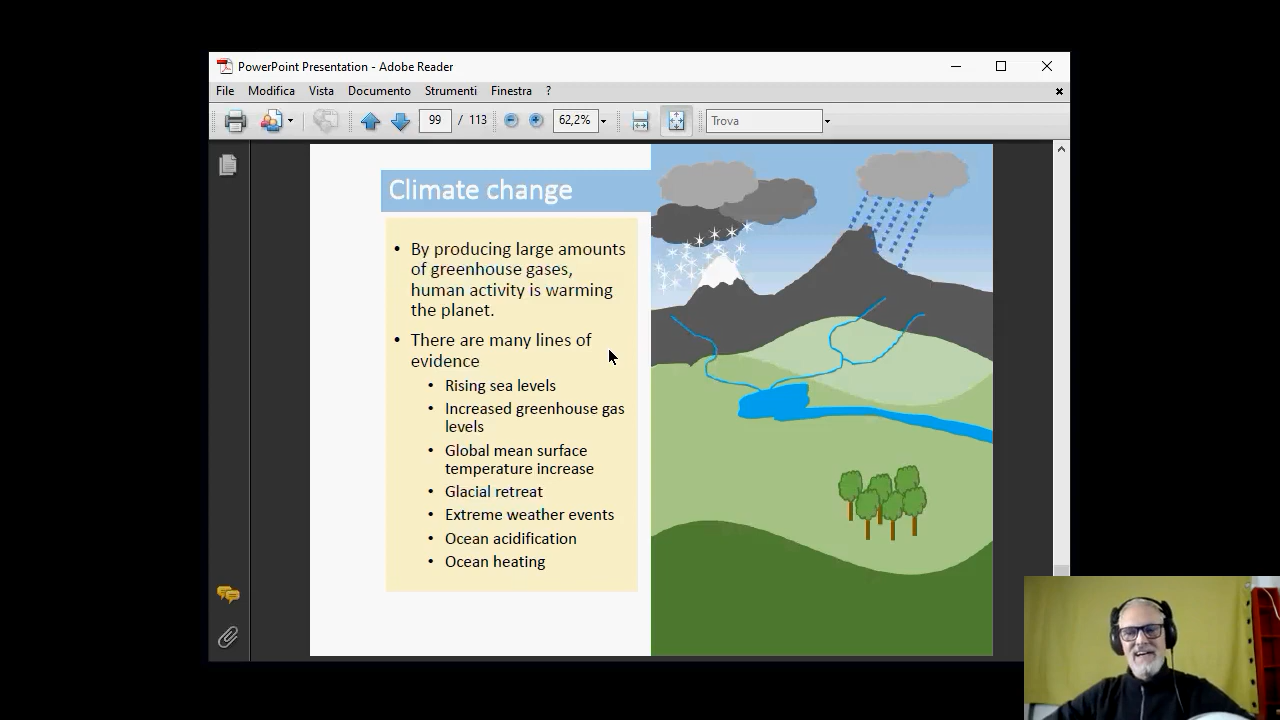 PowerPoint Presentation - Adobe Reader
File Modifica Vista Documento Strumenti Finestra ?
99 / 113 62,2% Trova
Climate change
• By producing large amounts
of greenhouse gases,
human activity is warming
the planet.
• There are many lines of
evidence
• Rising sea levels
• Increased greenhouse gas
levels
• Global mean surface
temperature increase
• Glacial retreat
• Extreme weather events
• Ocean acidification
• Ocean heating